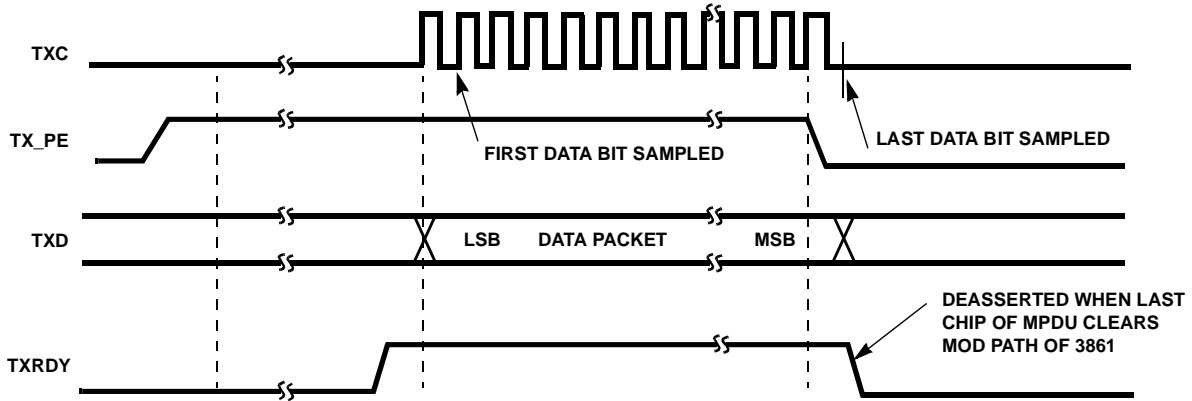 TXC
TX_PE
FIRST DATA BIT SAMPLED
LAST DATA BIT SAMPLED
TXD
LSB DATA PACKET MSB
DEASSERTED WHEN LAST
CHIP OF MPDU CLEARS
MOD PATH OF 3861
TXRDY